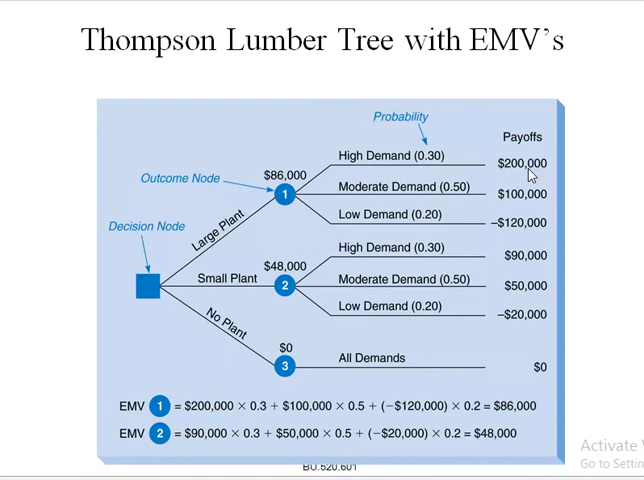 Thompson Lumber Tree with EMV’s
Probability
Payoffs
High Demand (0.30) $200,000
$86,000
Outcome Node
1
Moderate Demand (0.50) $100,000
Low Demand (0.20) –$120,000
Decision Node
Large Plant
High Demand (0.30) $90,000
$48,000
Small Plant
2
Moderate Demand (0.50) $50,000
Low Demand (0.20) –$20,000
No Plant
$0
3
All Demands $0
EMV 1 = $200,000 × 0.3 + $100,000 × 0.5 + (–$120,000) × 0.2 = $86,000
EMV 2 = $90,000 × 0.3 + $50,000 × 0.5 + (–$20,000) × 0.2 = $48,000
BU.520.601
Activate
Go to Settin